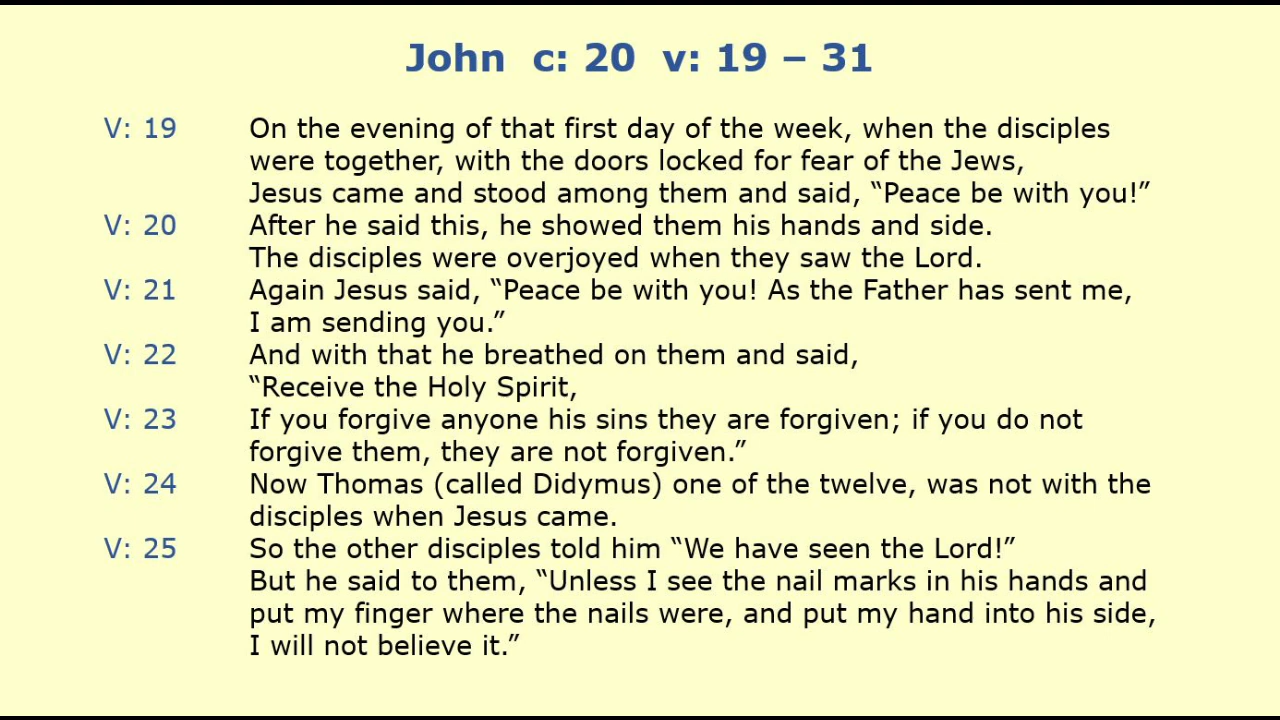 John c: 20 v: 19 – 31
V: 19 On the evening of that first day of the week, when the disciples
were together, with the doors locked for fear of the Jews,
Jesus came and stood among them and said, “Peace be with you!”
V: 20 After he said this, he showed them his hands and side.
The disciples were overjoyed when they saw the Lord.
V: 21 Again Jesus said, “Peace be with you! As the Father has sent me,
I am sending you.”
V: 22 And with that he breathed on them and said,
“Receive the Holy Spirit,
V: 23 If you forgive anyone his sins they are forgiven; if you do not
forgive them, they are not forgiven.”
V: 24 Now Thomas (called Didymus) one of the twelve, was not with the
disciples when Jesus came.
V: 25 So the other disciples told him “We have seen the Lord!”
But he said to them, “Unless I see the nail marks in his hands and
put my finger where the nails were, and put my hand into his side,
I will not believe it.”